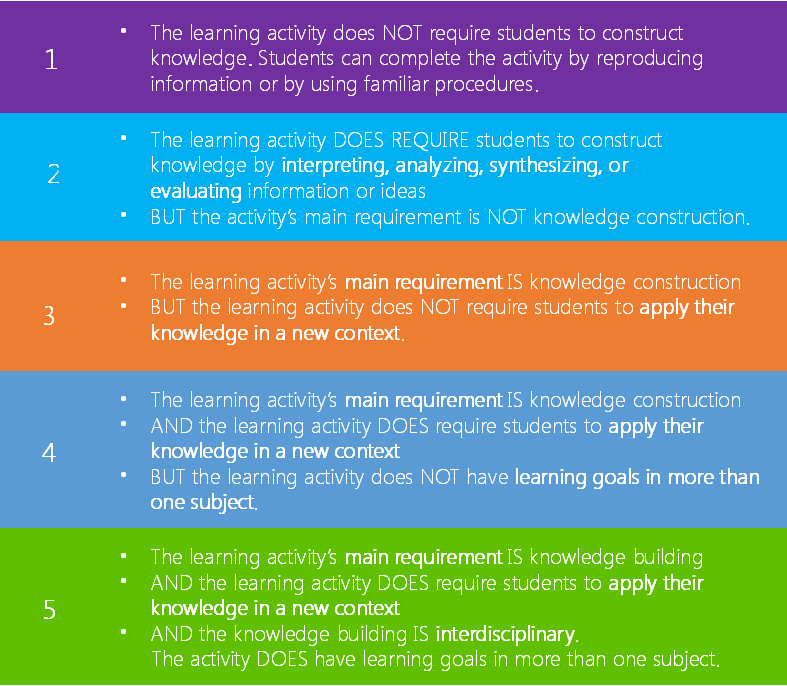 1
• The learning activity does NOT require students to construct
knowledge. Students can complete the activity by reproducing
information or by using familiar procedures.
2
• The learning activity DOES REQUIRE students to construct
knowledge by interpreting, analyzing, synthesizing, or
evaluating information or ideas
• BUT the activity's main requirement is NOT knowledge construction.
3
• The learning activity's main requirement IS knowledge construction
• BUT the learning activity does NOT require students to apply their
knowledge in a new context.
4
• The learning activity's main requirement IS knowledge construction
• AND the learning activity DOES require students to apply their
knowledge in a new context
• BUT the learning activity does NOT have learning goals in more than
one subject.
5
• The learning activity's main requirement IS knowledge building
• AND the learning activity DOES require students to apply their
knowledge in a new context
• AND the knowledge building IS interdisciplinary.
The activity DOES have learning goals in more than one subject.